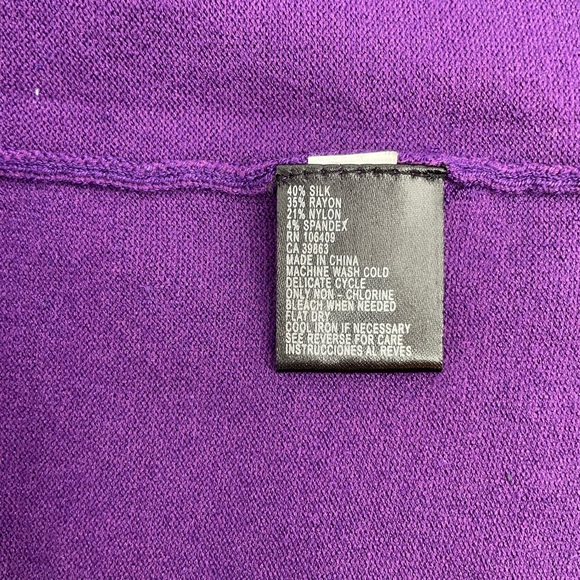 40% SILK
35% RAYON
21% NYLON
4% SPANDEX
RN 106409
CA 39863
MADE IN CHINA
MACHINE WASH COLD
DELICATE CYCLE
ONLY NON - CHLORINE
BLEACH WHEN NEEDED
FLAT DRY
COOL IRON IF NECESSARY
SEE REVERSE FOR CARE
INSTRUCCIONES AL REVES